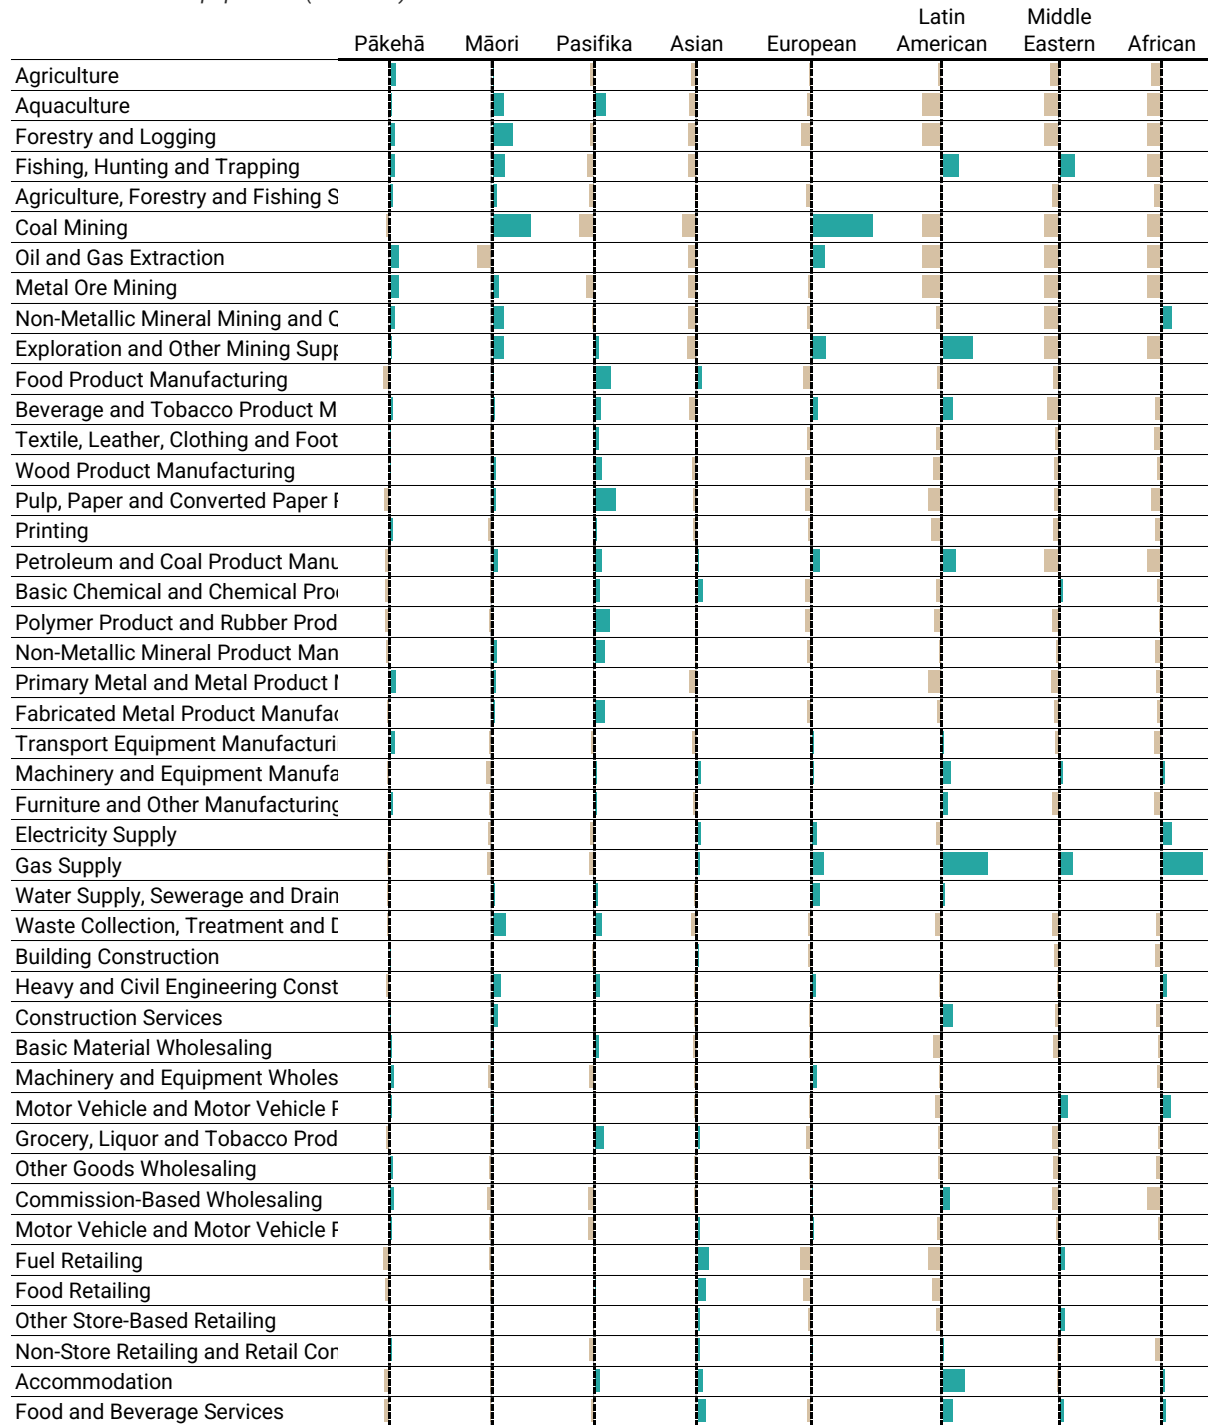 Latin Middle
Pākehā Māori Pasifika Asian European American Eastern African
Agriculture
Aquaculture
Forestry and Logging
Fishing, Hunting and Trapping
Agriculture, Forestry and Fishing S
Coal Mining
Oil and Gas Extraction
Metal Ore Mining
Non-Metallic Mineral Mining and
Exploration and Other Mining Supp
Food Product Manufacturing
Beverage and Tobacco Product M
Textile, Leather, Clothing and Foot
Wood Product Manufacturing
Pulp, Paper and Converted Paper
Printing
Petroleum and Coal Product Manu
Basic Chemical and Chemical Pro
Polymer Product and Rubber Prod
Non-Metallic Mineral Product Man
Primary Metal and Metal Product
Fabricated Metal Product Manufac
Transport Equipment Manufacturi
Machinery and Equipment Manufa
Furniture and Other Manufacturing
Electricity Supply
Gas Supply
Water Supply, Sewerage and Drain
Waste Collection, Treatment and
Building Construction
Heavy and Civil Engineering Const
Construction Services
Basic Material Wholesaling
Machinery and Equipment Wholes
Motor Vehicle and Motor Vehicle
Grocery, Liquor and Tobacco Prod
Other Goods Wholesaling
Commission-Based Wholesaling
Motor Vehicle and Motor Vehicle
Fuel Retailing
Food Retailing
Other Store-Based Retailing
Non-Store Retailing and Retail Com
Accommodation
Food and Beverage Services